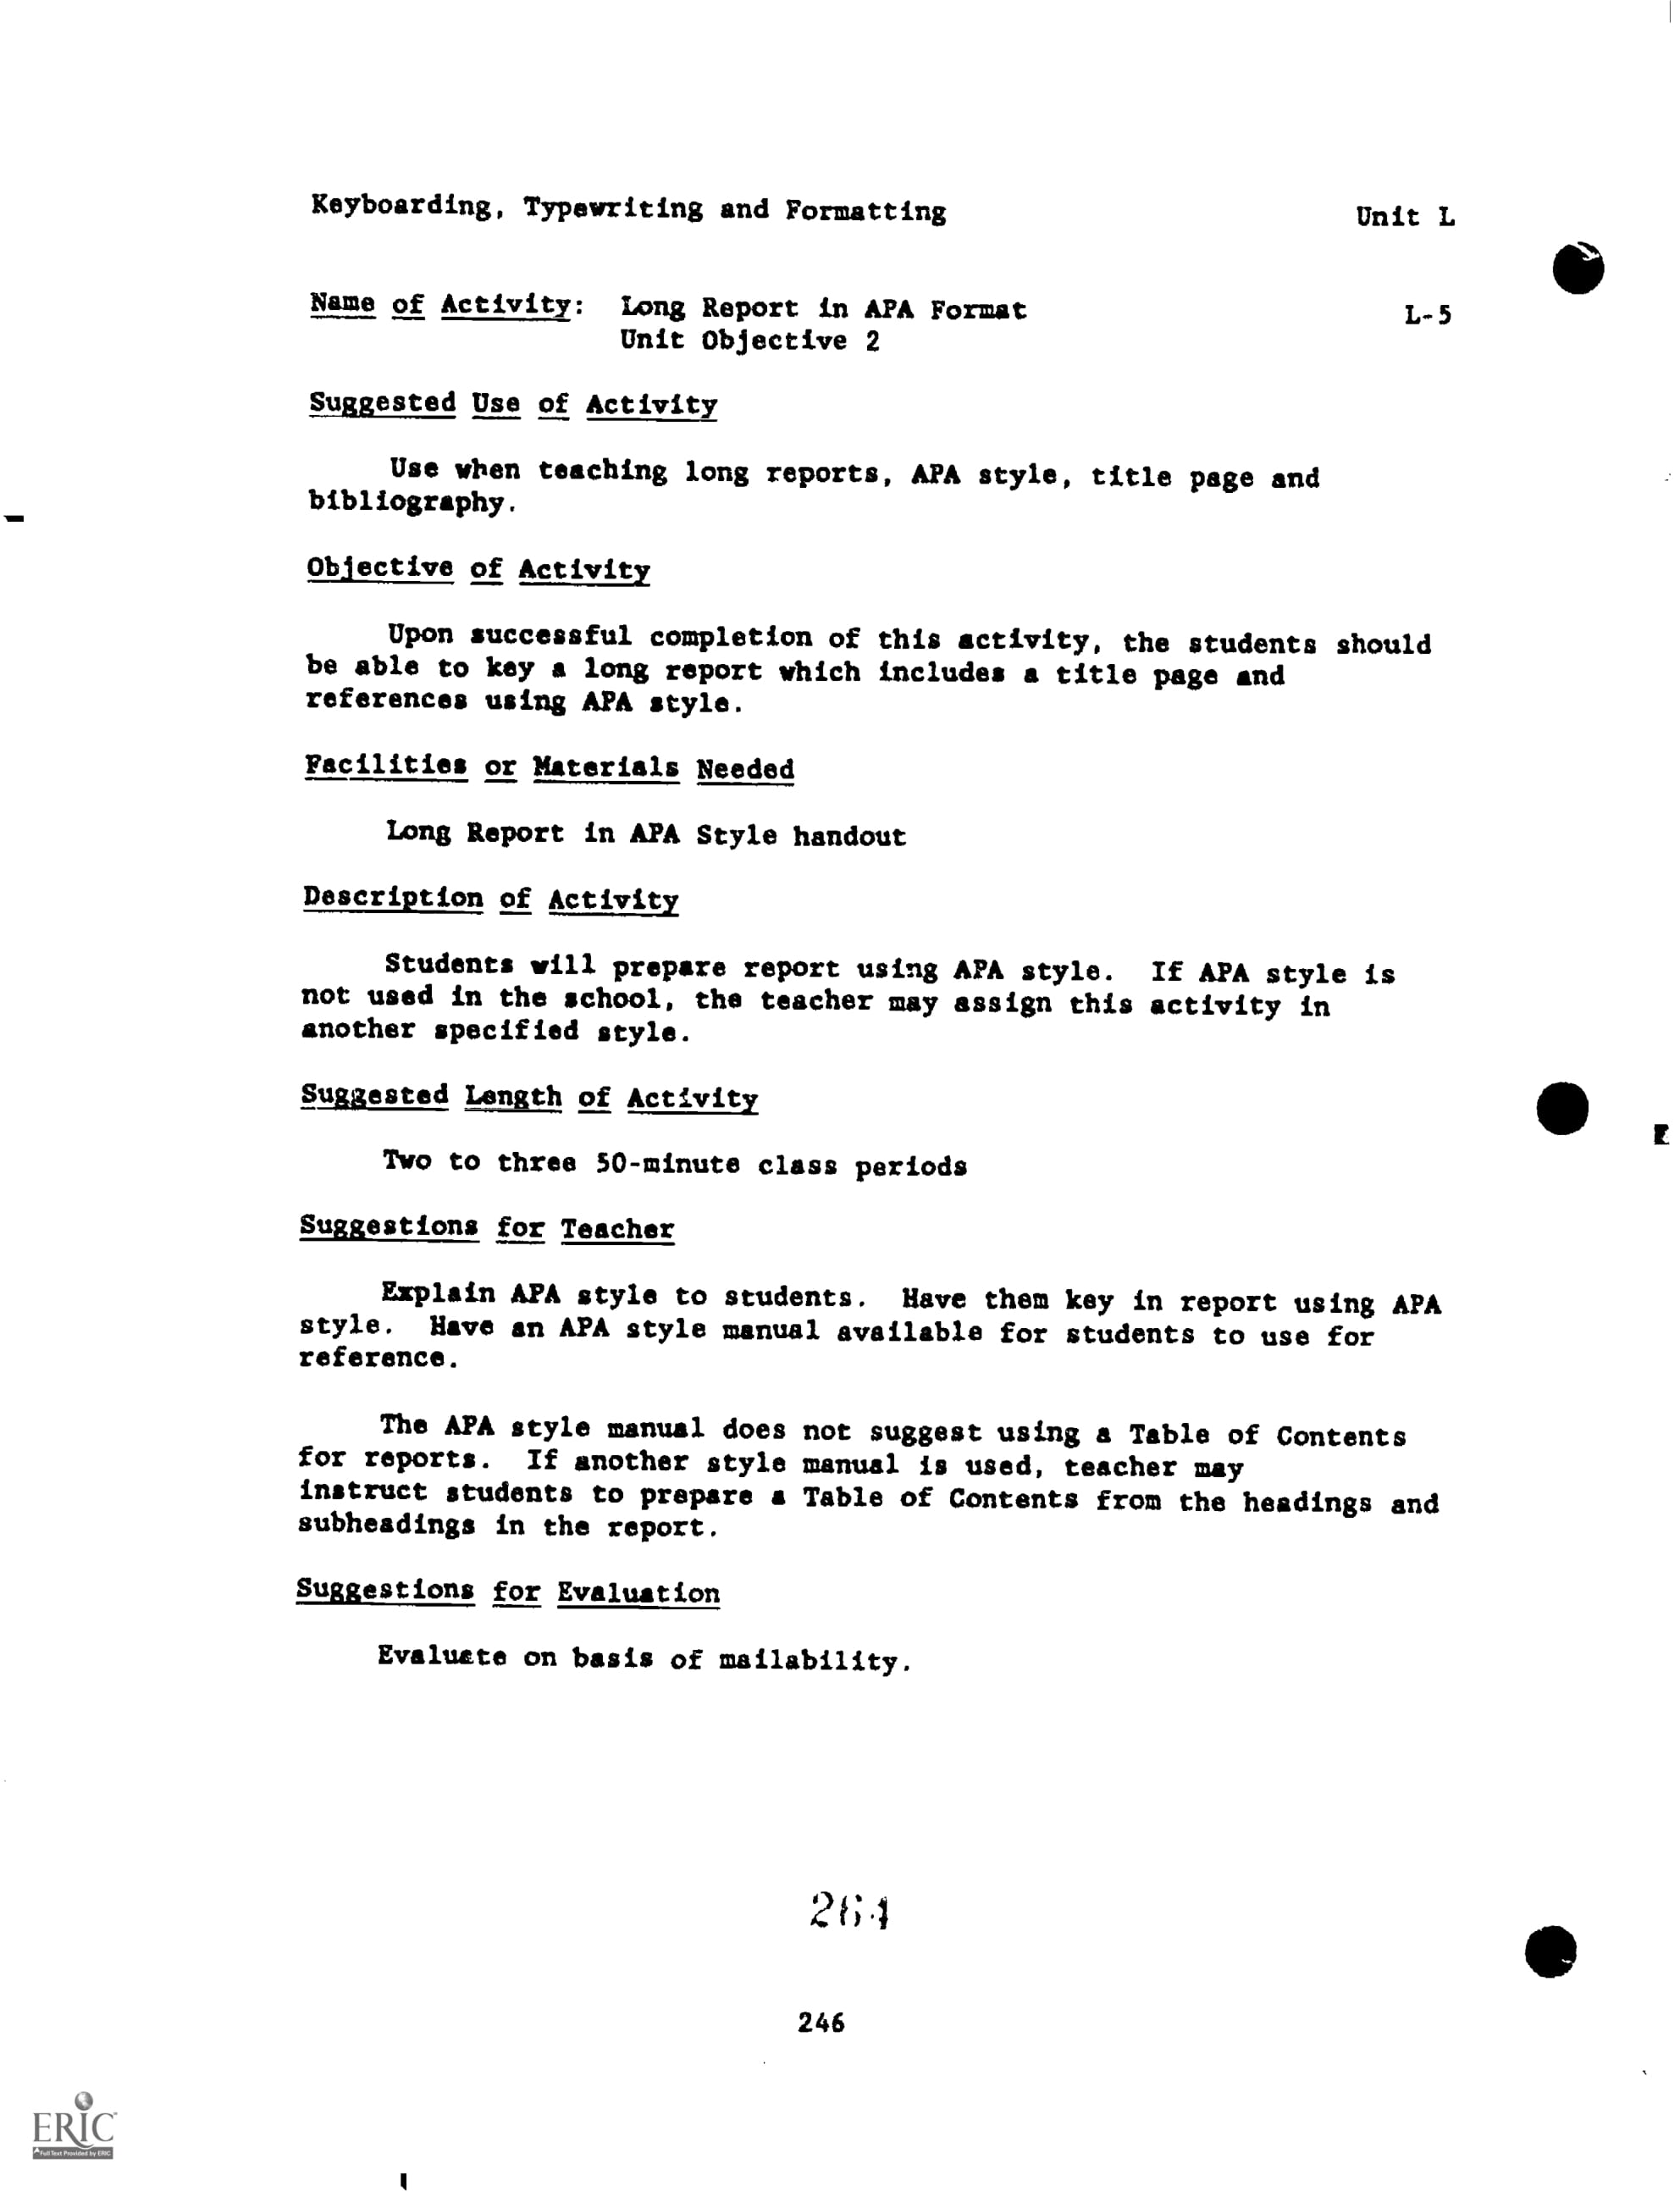 Keyboarding, Typewriting and Formatting Unit L
Name of Activity: Long Report in APA Format L-5
Unit Objective 2
Suggested Use of Activity
Use when teaching long reports, APA style, title page and
bibliography.
Objective of Activity
Upon successful completion of this activity, the students should
be able to key a long report which includes a title page and
references using APA style.
Facilities or Materials Needed
Long Report in APA Style handout
Description of Activity
Students will prepare report using APA style. If APA style is
not used in the school, the teacher may assign this activity in
another specified style.
Suggested Length of Activity
Two to three 50-minute class periods
Suggestions for Teacher
Explain APA style to students. Have them key in report using APA
style. Have an APA style manual available for students to use for
reference.
The APA style manual does not suggest using a Table of Contents
for reports. If another style manual is used, teacher may
instruct students to prepare a Table of Contents from the headings and
subheadings in the report.
Suggestions for Evaluation
Evaluate on basis of mailability.
264
246
ERIC
Full Text Provided by ERIC